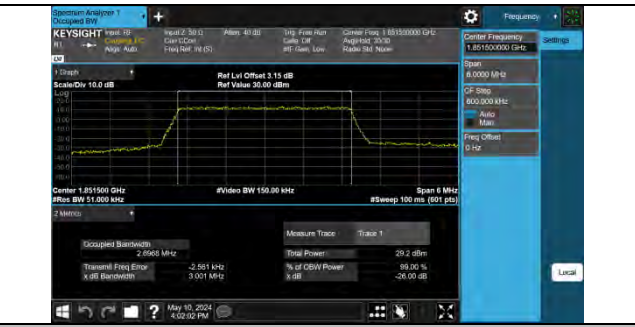 Spectrum Analyzer 1
Occupied BW
+
Frequency
KEYSIGHT Input: RF
Coupling: DC
Align: Auto
Input Z: 50 Ω
Corr CCorr
Freq Ref: Int (S)
Atten: 40 dB
Trig: Free Run
Gate: Off
#IF Gain: Low
Center Freq: 1.851500000 GHz
Avg|Hold: 30/30
Radio Std: None
Center Frequency
1.851500000 GHz
Settings
Span
6.0000 MHz
CF Step
600.000 kHz
Auto
Man
Freq Offset
0 Hz
1 Graph
Scale/Div 10.0 dB
Ref Lvl Offset 3.15 dB
Ref Value 30.00 dBm
Log
Center 1.851500 GHz
#Res BW 51.000 kHz
#Video BW 150.00 kHz
Span 6 MHz
#Sweep 100 ms (601 pts)
2 Metrics
Measure Trace
Trace 1
Occupied Bandwidth
2.6968 MHz
Total Power
29.2 dBm
Transmit Freq Error
-2.561 kHz
% of OBW Power
99.00 %
x dB Bandwidth
3.001 MHz
x dB
-26.00 dB
Local
?
May 10, 2024
4:02:02 PM